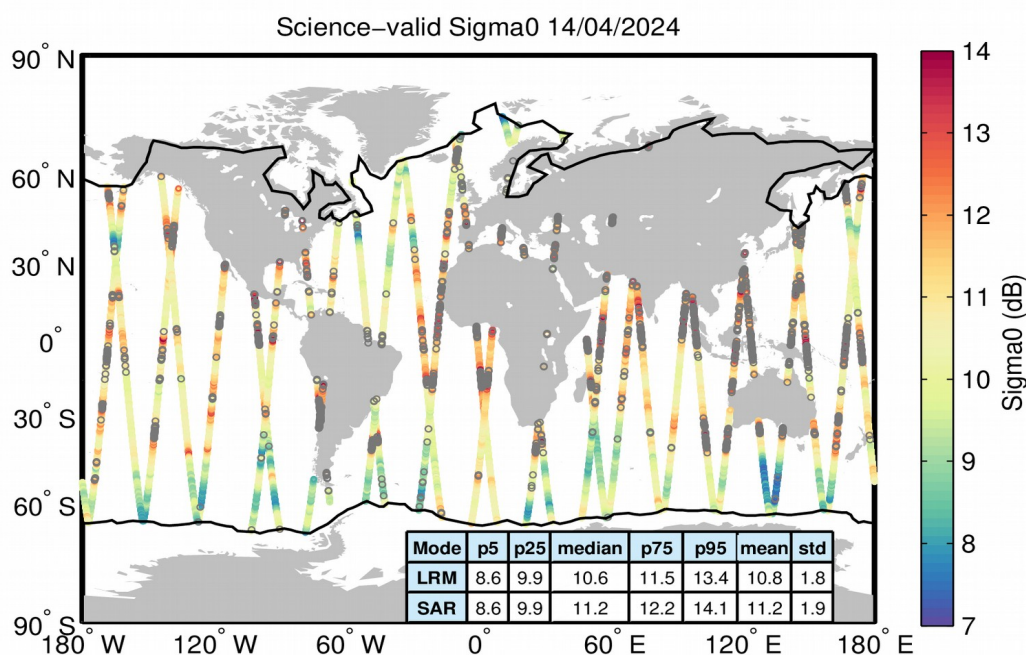 Science−valid Sigma0 14/04/2024
90° N
60° N
30° N
0°
30° S
60° S
90° S
180° W 120° W 60° W 0° 60° E 120° E 180° E
14
13
12
11
10
9
8
7
Sigma0 (dB)
Mode p5 p25 median p75 p95 mean std
LRM 8.6 9.9 10.6 11.5 13.4 10.8 1.8
SAR 8.6 9.9 11.2 12.2 14.1 11.2 1.9